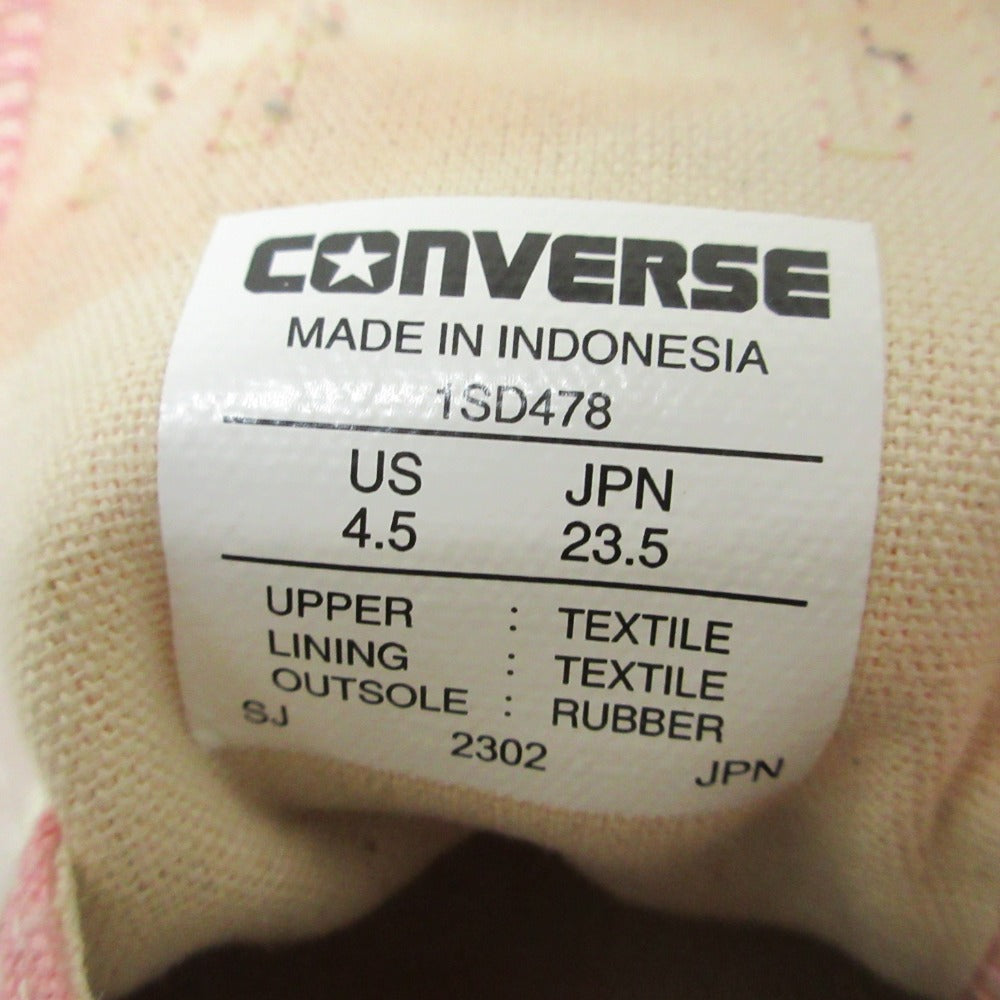 CONVERSE
MADE IN INDONESIA
1SD478
US JPN
4.5 23.5
UPPER : TEXTILE
LINING : TEXTILE
OUTSOLE : RUBBER
SJ 2302 JPN